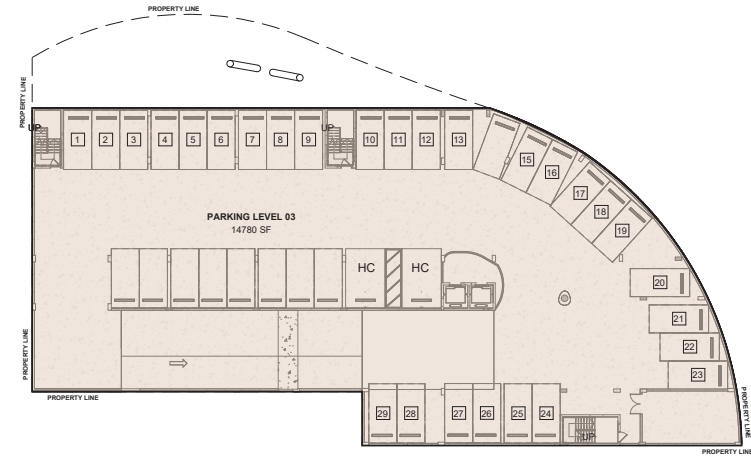 PROPERTY LINE
PROPERTY LINE
UP
UP
1
2
3
4
5
6
7
8
9
10
11
12
13
15
16
17
18
19
PARKING LEVEL 03
14780 SF
HC
HC
20
21
22
23
PROPERTY LINE
PROPERTY LINE
29
28
27
26
25
24
UP
PROPERTY LINE
PROPERTY LINE